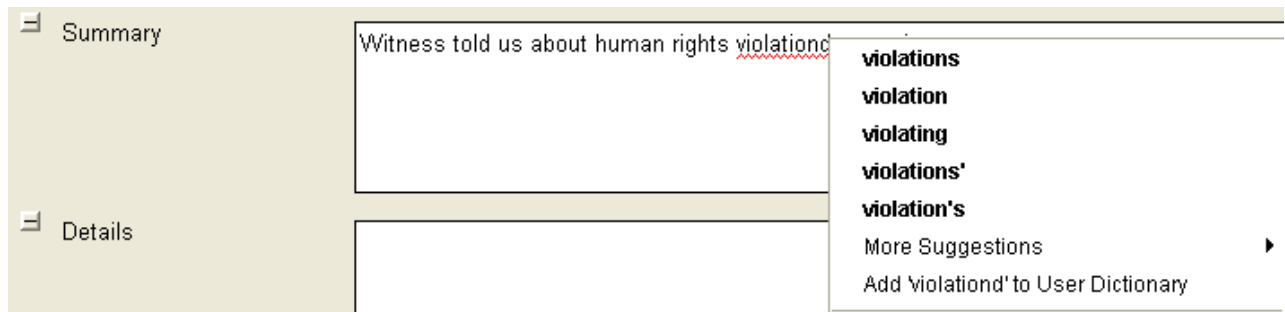 Summary
Witness told us about human rights violationd
violations
violation
violating
violations'
violation's
Details
More Suggestions
Add 'violationd' to User Dictionary